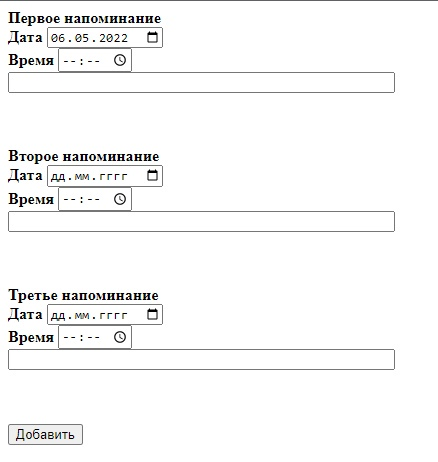 Первое напоминание
Дата 06.05.2022
Время --:--
Второе напоминание
Дата дд.мм.гггг
Время --:--
Третье напоминание
Дата дд.мм.гггг
Время --:--
Добавить